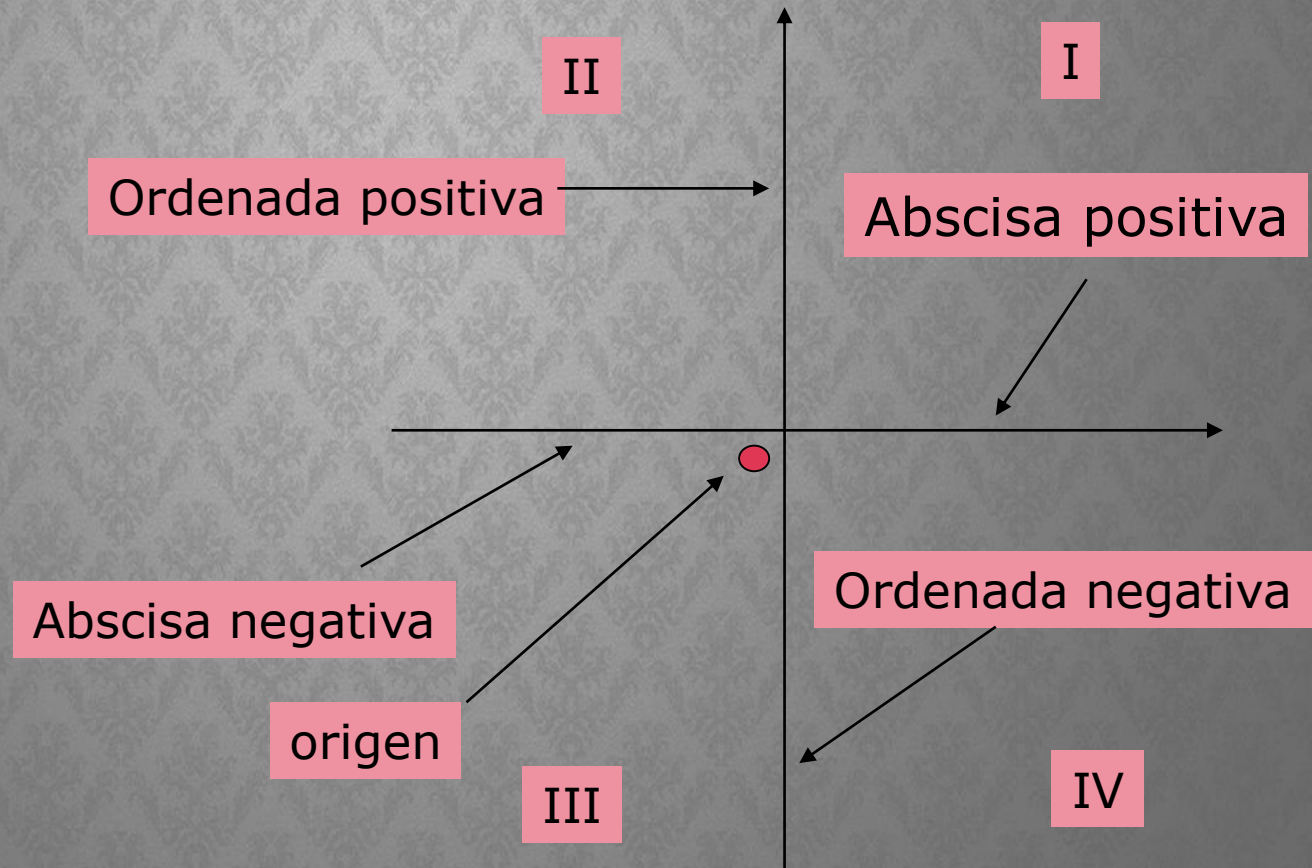 II
I
Ordenada positiva
Abscisa positiva
Ordenada negativa
Abscisa negativa
origen
III
IV